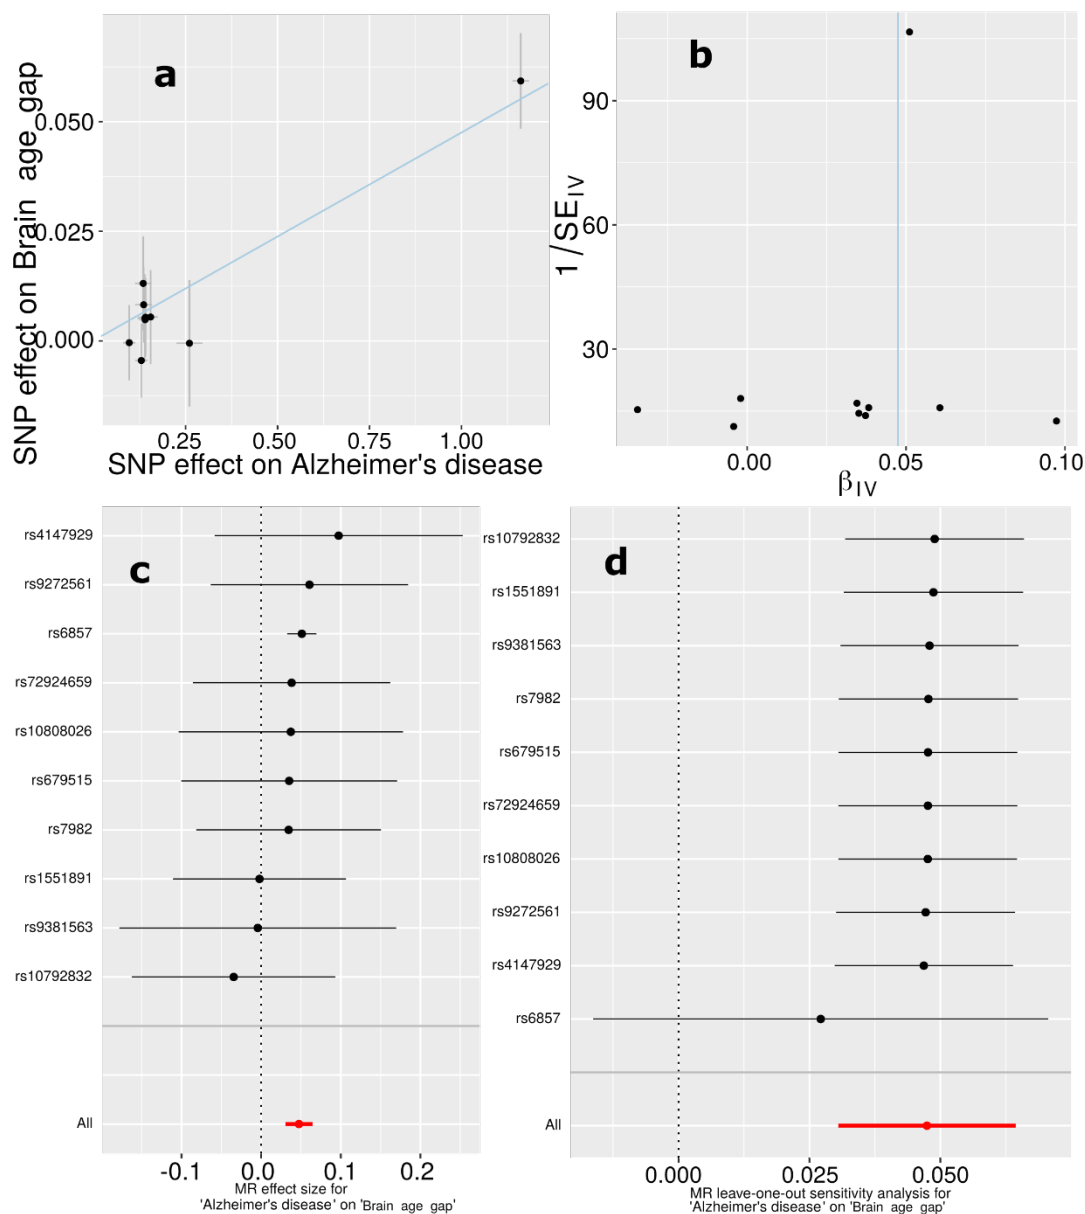 a
SNP effect on Brain age gap
0.050
0.025
0.000
0.25
0.50
0.75
1.00
SNP effect on Alzheimer's disease
b
1/SE_IV
90
60
30
0.00
0.05
0.10
β_IV
c
rs4147929
rs9272561
rs6857
rs72924659
rs10808026
rs679515
rs7982
rs1551891
rs9381563
rs10792832
All
-0.1
0.0
0.1
0.2
MR effect size for
'Alzheimer's disease' on 'Brain age gap'
d
rs10792832
rs1551891
rs9381563
rs7982
rs679515
rs72924659
rs10808026
rs9272561
rs4147929
rs6857
All
0.000
0.025
0.050
MR leave-one-out sensitivity analysis for
'Alzheimer's disease' on 'Brain age gap'